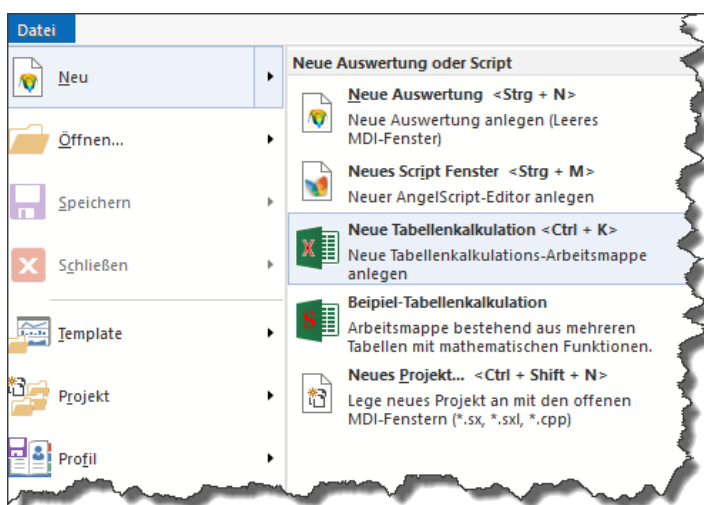 Datei
Neu
Öffnen...
Speichern
Schließen
Template
Projekt
Profil
Neue Auswertung oder Script
Neue Auswertung <Strg + N>
Neue Auswertung anlegen (Leeres
MDI-Fenster)
Neues Script Fenster <Strg + M>
Neuer AngelScript-Editor anlegen
Neue Tabellenkalkulation <Ctrl + K>
Neue Tabellenkalkulations-Arbeitsmappe
anlegen
Beipiel-Tabellenkalkulation
Arbeitsmappe bestehend aus mehreren
Tabellen mit mathematischen Funktionen.
Neues Projekt... <Ctrl + Shift + N>
Lege neues Projekt an mit den offenen
MDI-Fenstern (*.sx, *.sxl, *.cpp)